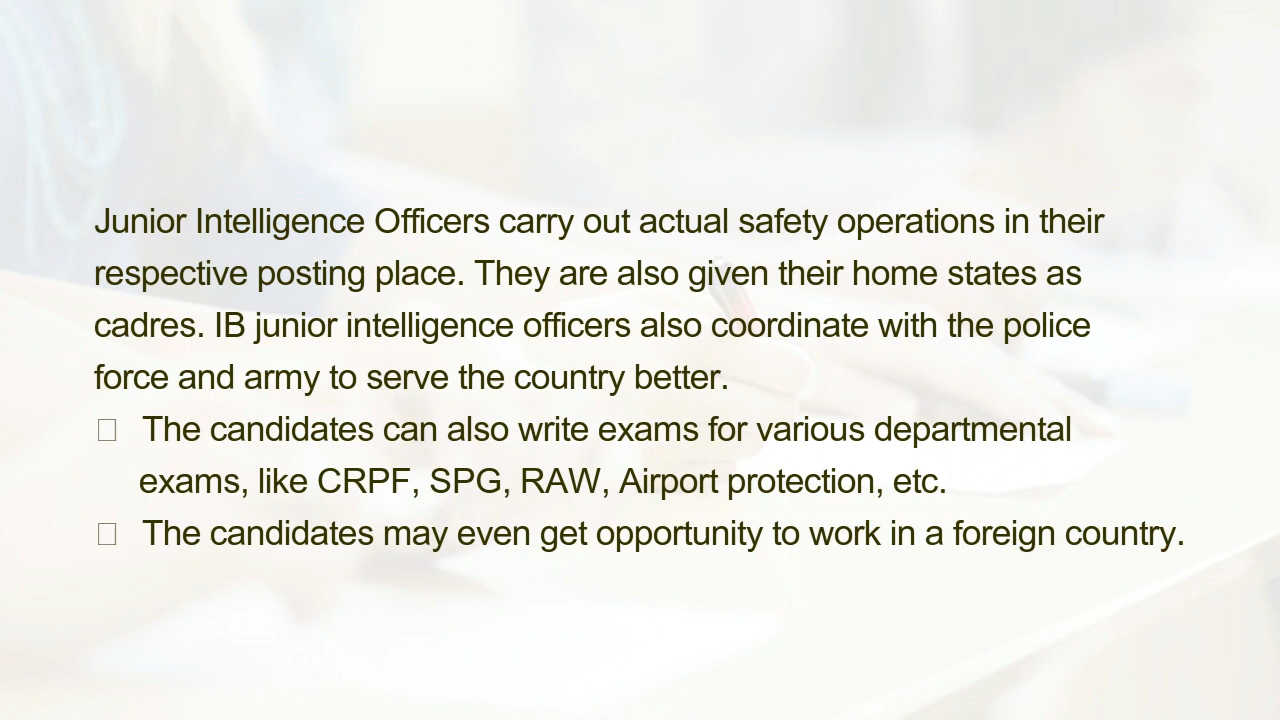 Junior Intelligence Officers carry out actual safety operations in their
respective posting place. They are also given their home states as
cadres. IB junior intelligence officers also coordinate with the police
force and army to serve the country better.
□ The candidates can also write exams for various departmental
exams, like CRPF, SPG, RAW, Airport protection, etc.
□ The candidates may even get opportunity to work in a foreign country.